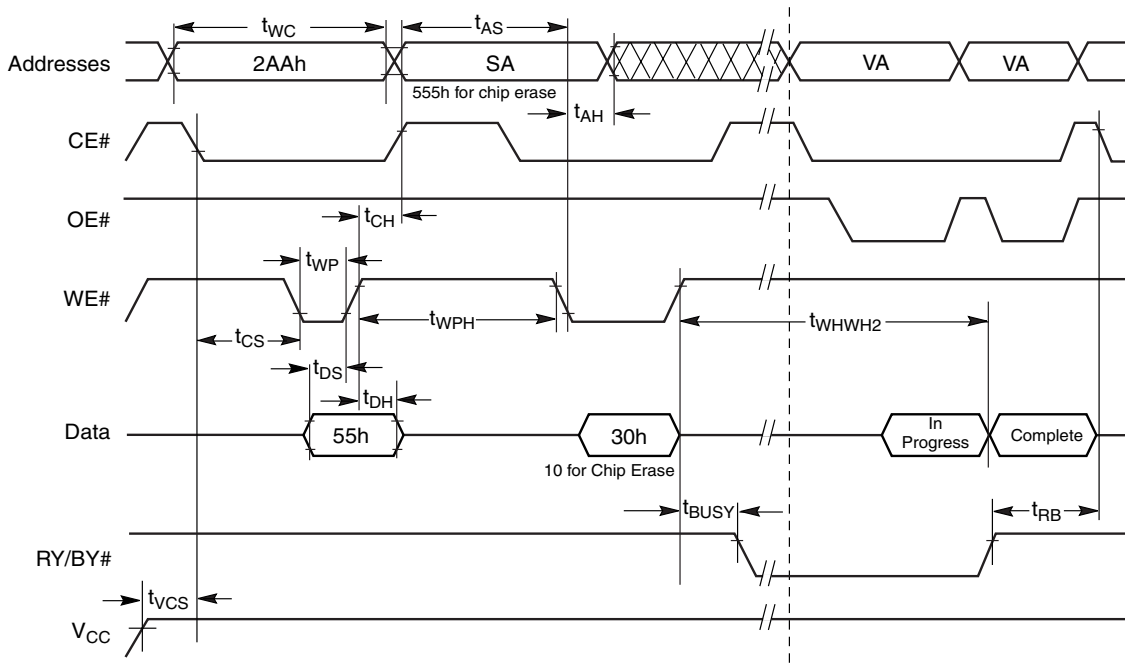 tWC
tAS
Addresses
2AAh
SA
VA
VA
555h for chip erase
tAH
CE#
OE#
tCH
tWP
WE#
tWPH
tWHWH2
tCS
tDS
tDH
Data
55h
30h
In
Progress
Complete
10 for Chip Erase
tBUSY
tRB
RY/BY#
tVCS
VCC